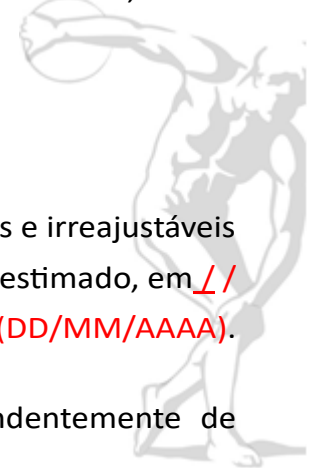 s e irreajustáveis
estimado, em / /
(DD/MM/AAAA).
ndentemente de